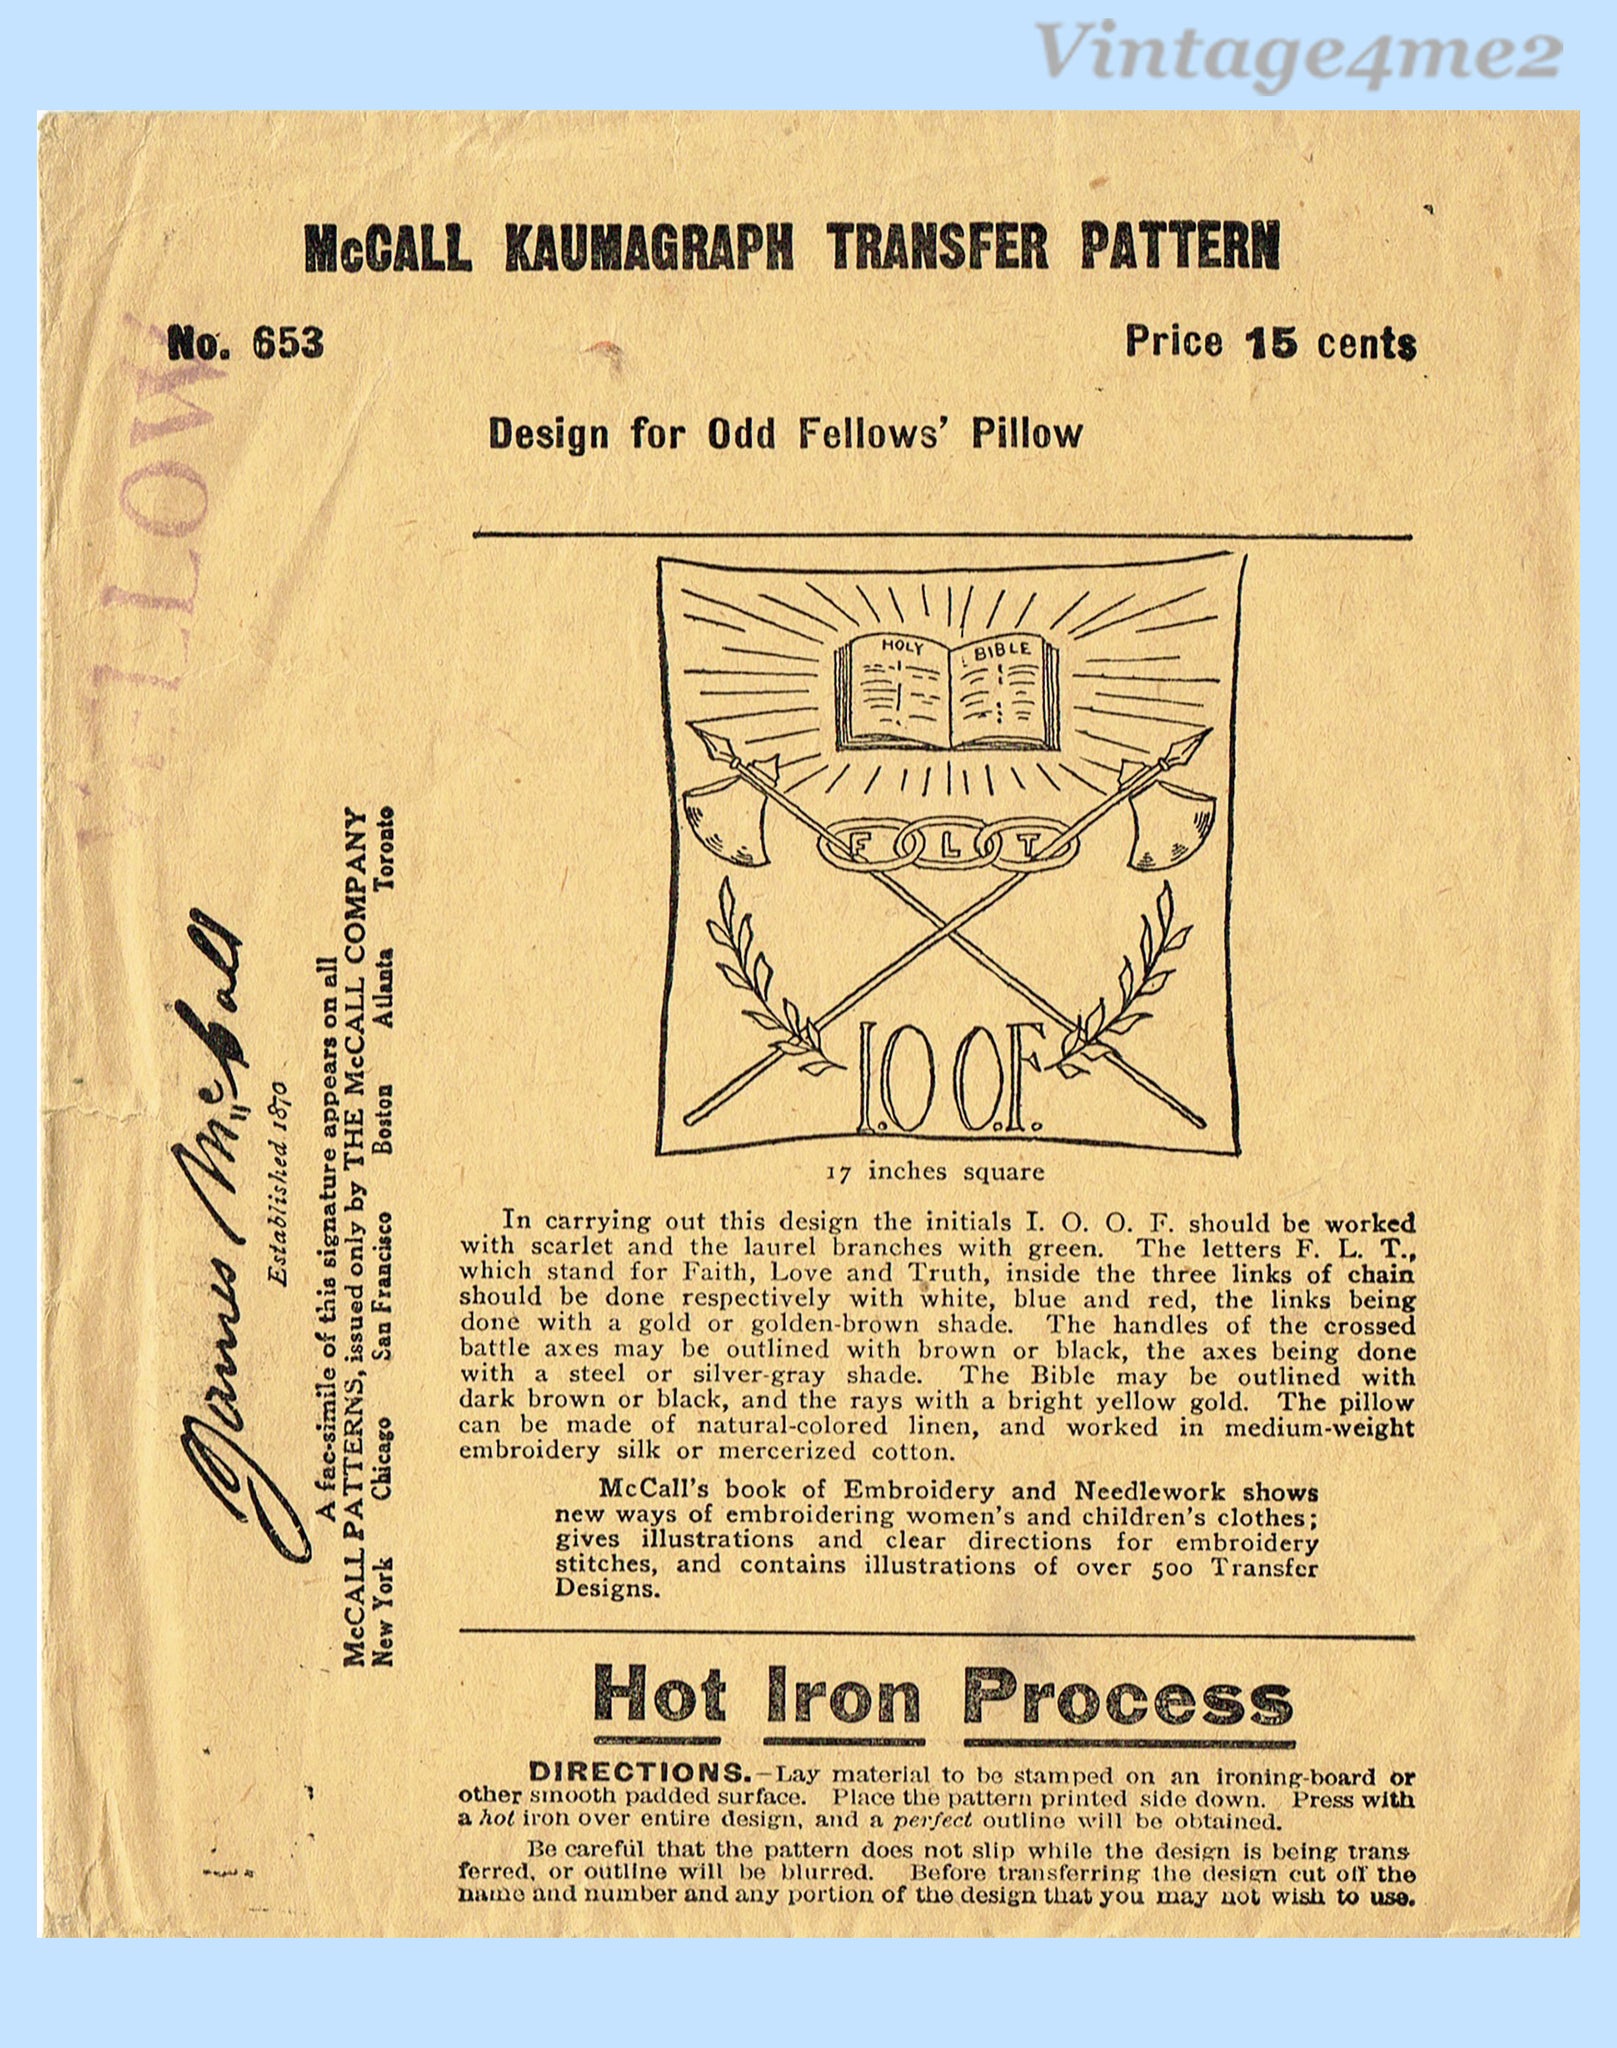 Vintage4me2
McCALL KAUMAGRAPH TRANSFER PATTERN
No. 653
Price 15 cents
Design for Odd Fellows' Pillow
YELLOW
HOLY BIBLE
F L T
I.O O.F.
17 inches square
James McCall
Established 1870
A fac-simile of this signature appears on all
McCALL PATTERNS, issued only by THE McCALL COMPANY
New York Chicago San Francisco Boston Atlanta Toronto
In carrying out this design the initials I. O. O. F. should be worked
with scarlet and the laurel branches with green. The letters F. L. T.,
which stand for Faith, Love and Truth, inside the three links of chain
should be done respectively with white, blue and red, the links being
done with a gold or golden-brown shade. The handles of the crossed
battle axes may be outlined with brown or black, the axes being done
with a steel or silver-gray shade. The Bible may be outlined with
dark brown or black, and the rays with a bright yellow gold. The pillow
can be made of natural-colored linen, and worked in medium-weight
embroidery silk or mercerized cotton.
McCall's book of Embroidery and Needlework shows
new ways of embroidering women's and children's clothes;
gives illustrations and clear directions for embroidery
stitches, and contains illustrations of over 500 Transfer
Designs.
Hot Iron Process
DIRECTIONS.—Lay material to be stamped on an ironing-board or
other smooth padded surface. Place the pattern printed side down. Press with
a hot iron over entire design, and a perfect outline will be obtained.
Be careful that the pattern does not slip while the design is being trans-
ferred, or outline will be blurred. Before transferring the design cut off the
name and number and any portion of the design that you may not wish to use.